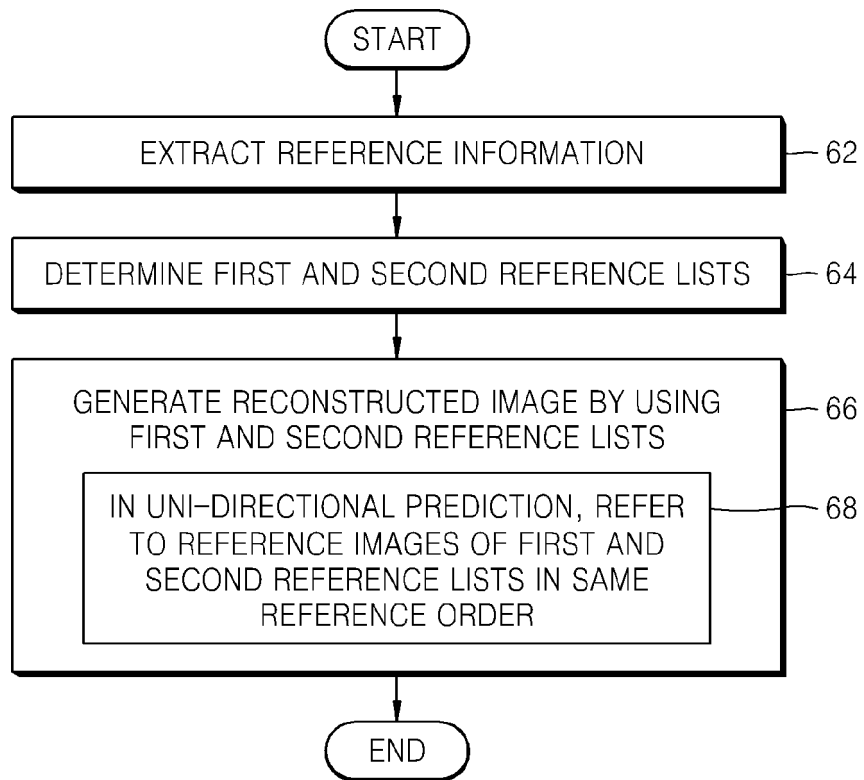 START
EXTRACT REFERENCE INFORMATION
62
DETERMINE FIRST AND SECOND REFERENCE LISTS
64
GENERATE RECONSTRUCTED IMAGE BY USING
FIRST AND SECOND REFERENCE LISTS
66
IN UNI-DIRECTIONAL PREDICTION, REFER
TO REFERENCE IMAGES OF FIRST AND
SECOND REFERENCE LISTS IN SAME
REFERENCE ORDER
68
END